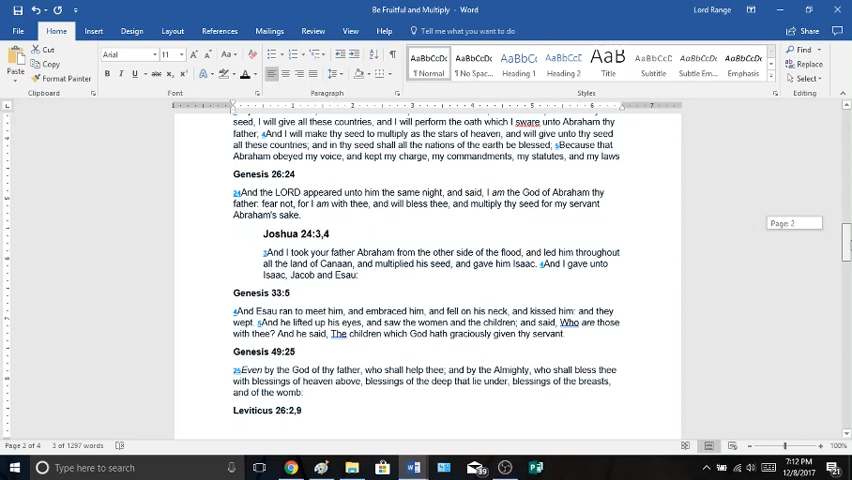 Be Fruitful and Multiply - Word
Lord Range
File Home Insert Design Layout References Mailings Review View Help Tell me what you want to do Share
Paste
Cut
Copy
Format Painter
Arial 11
Clipboard Font Paragraph Styles
AaBbCcDc AaBbCcDc AaBbC AaBbCcC AaB AaBbCcD AaBbCcDc AaBbCcDc
¶ Normal ¶ No Spac... Heading 1 Heading 2 Title Subtitle Subtle Em... Emphasis
Find
Replace
Select
Editing
seed, I will give all these countries, and I will perform the oath which I sware unto Abraham thy
father; 4And I will make thy seed to multiply as the stars of heaven, and will give unto thy seed
all these countries; and in thy seed shall all the nations of the earth be blessed; 5Because that
Abraham obeyed my voice, and kept my charge, my commandments, my statutes, and my laws
Genesis 26:24
24And the LORD appeared unto him the same night, and said, I am the God of Abraham thy
father: fear not, for I am with thee, and will bless thee, and multiply thy seed for my servant
Abraham's sake.
Joshua 24:3,4
3And I took your father Abraham from the other side of the flood, and led him throughout
all the land of Canaan, and multiplied his seed, and gave him Isaac. 4And I gave unto
Isaac, Jacob and Esau:
Genesis 33:5
4And Esau ran to meet him, and embraced him, and fell on his neck, and kissed him: and they
wept. 5And he lifted up his eyes, and saw the women and the children; and said, Who are those
with thee? And he said, The children which God hath graciously given thy servant.
Genesis 49:25
25Even by the God of thy father, who shall help thee; and by the Almighty, who shall bless thee
with blessings of heaven above, blessings of the deep that lie under, blessings of the breasts,
and of the womb:
Leviticus 26:2,9
Page: 2
Page 2 of 4 3 of 1297 words 100%
Type here to search
39
7:12 PM
12/8/2017
21